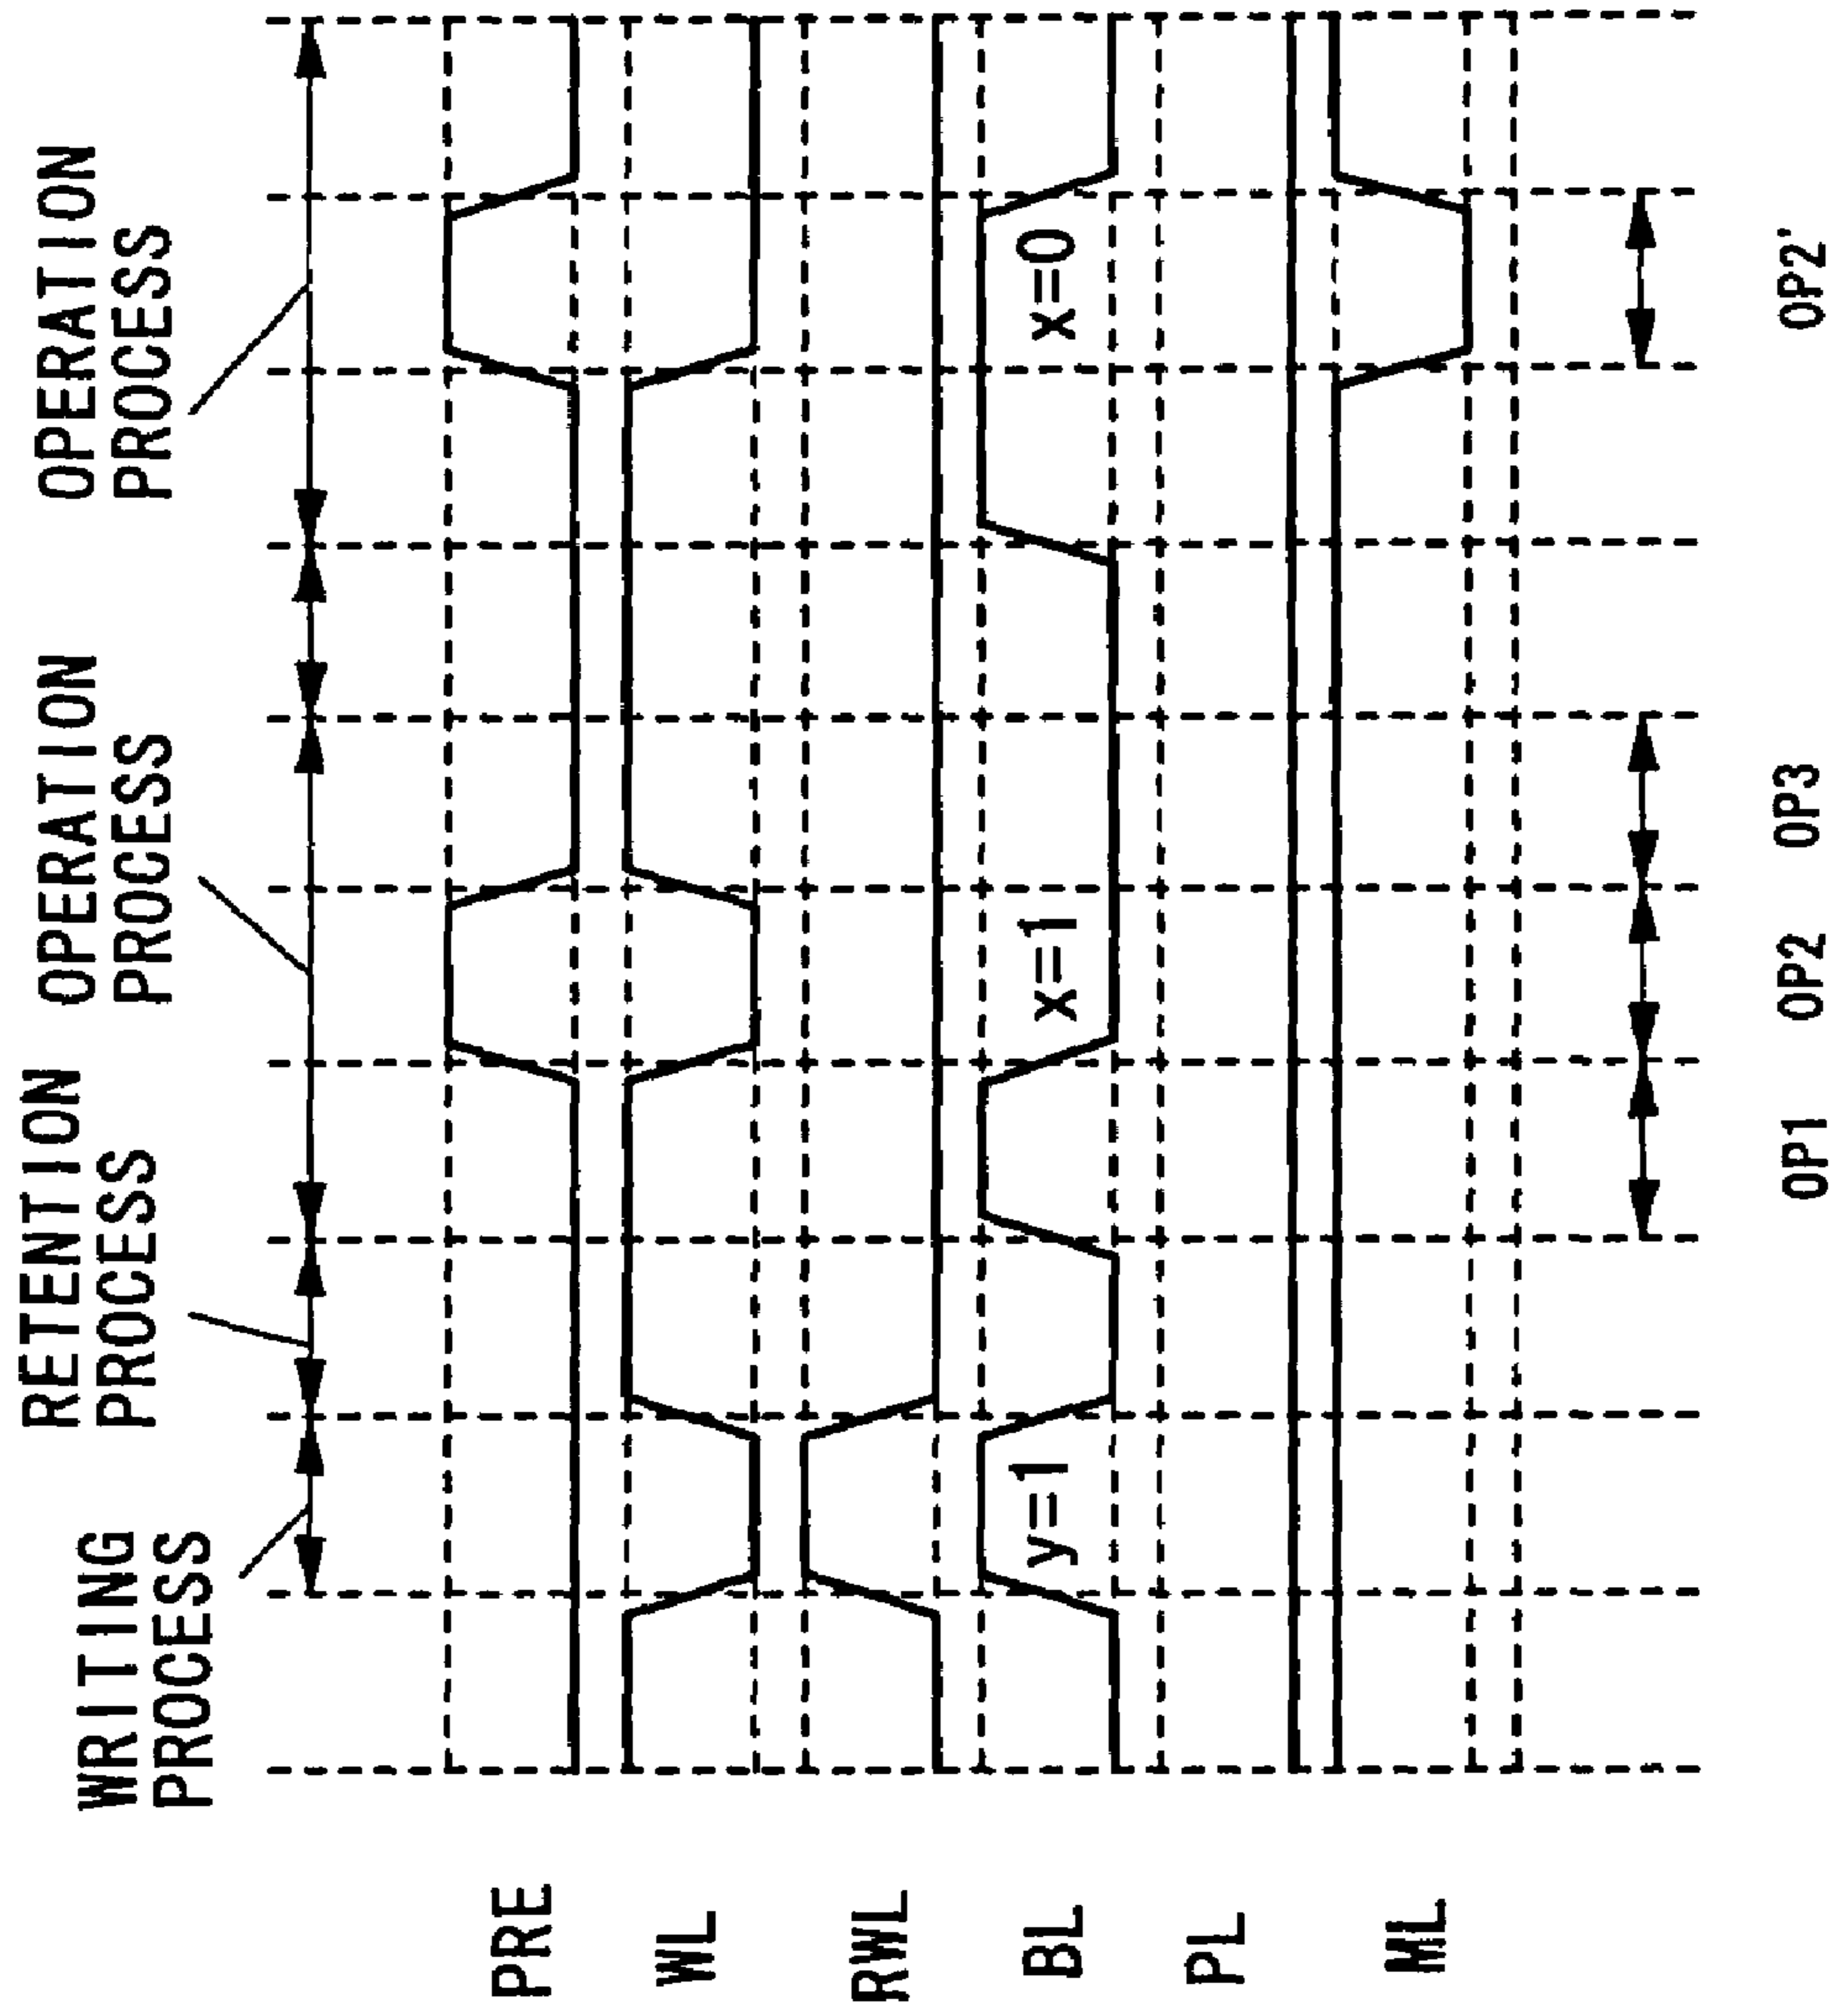 WRITING
PROCESS
RETENTION
PROCESS
OPERATION
PROCESS
OPERATION
PROCESS
PRE
WL
RWL
BL
y=1
x=1
x=0
PL
ML
OP1
OP2
OP3
OP2'